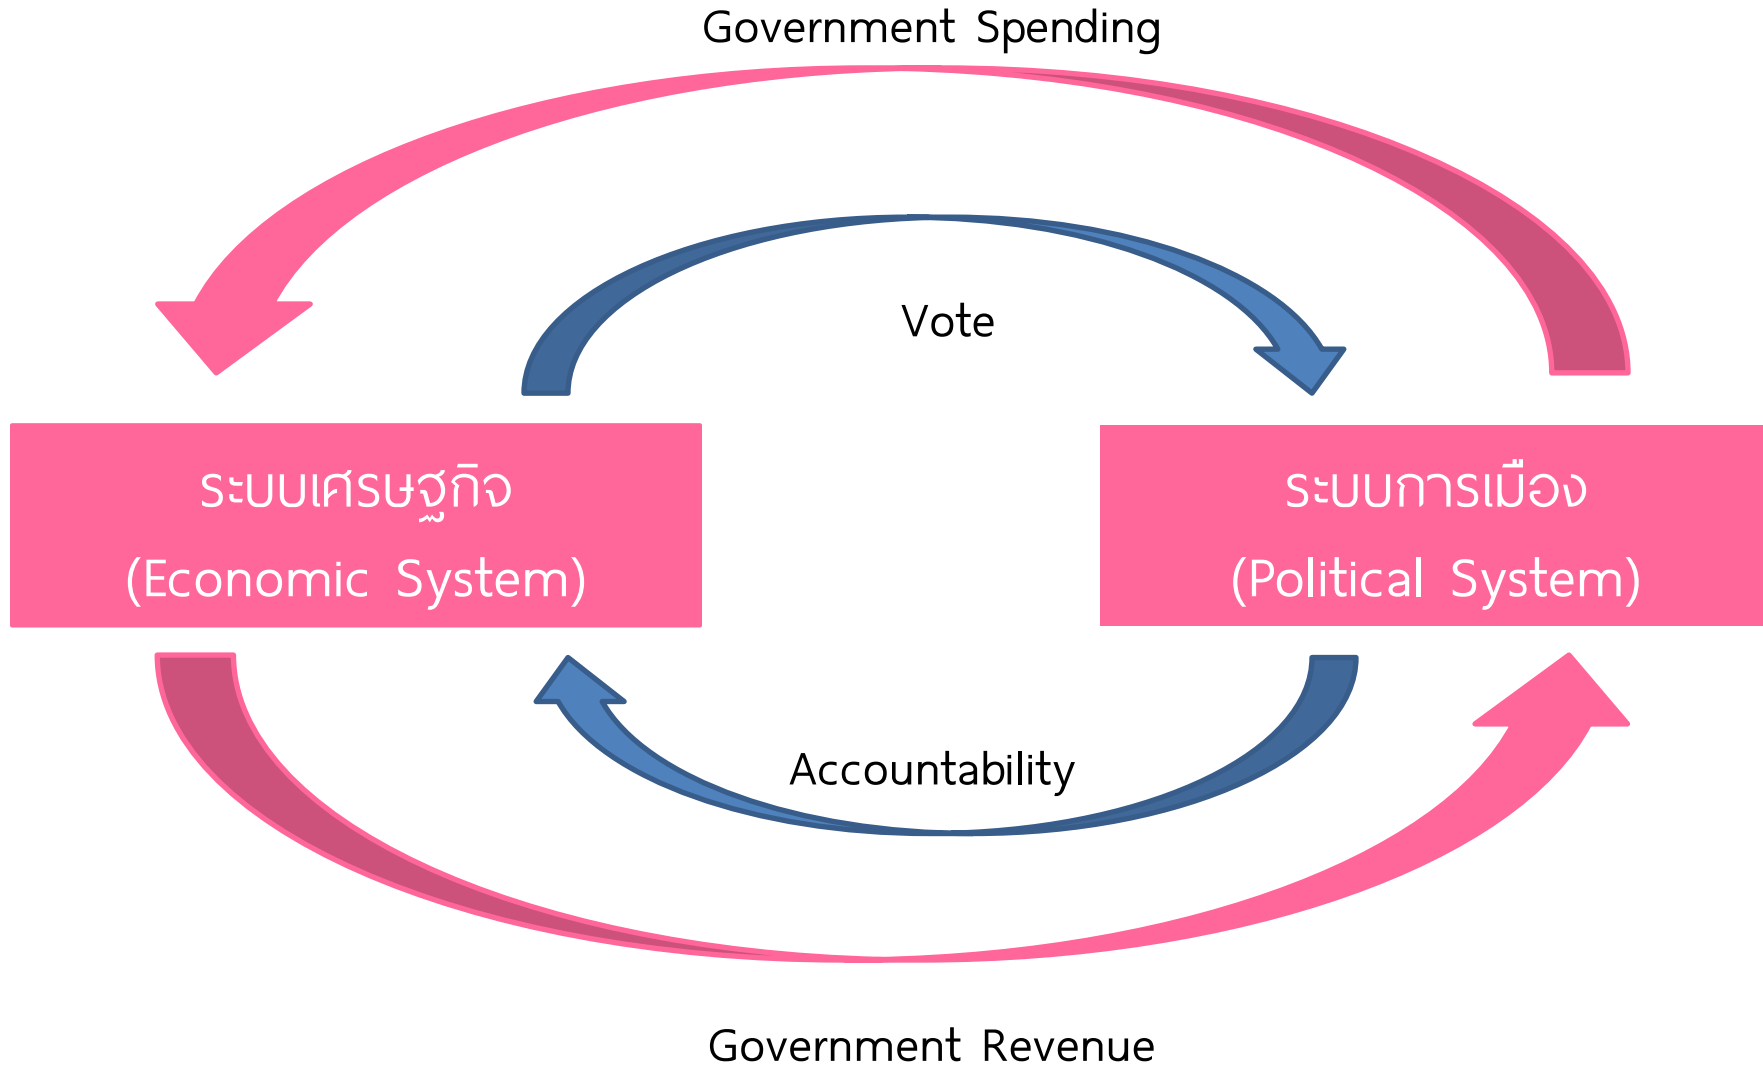 Government Spending
Vote
ระบบเศรษฐกิจ
(Economic System)
ระบบการเมือง
(Political System)
Accountability
Government Revenue